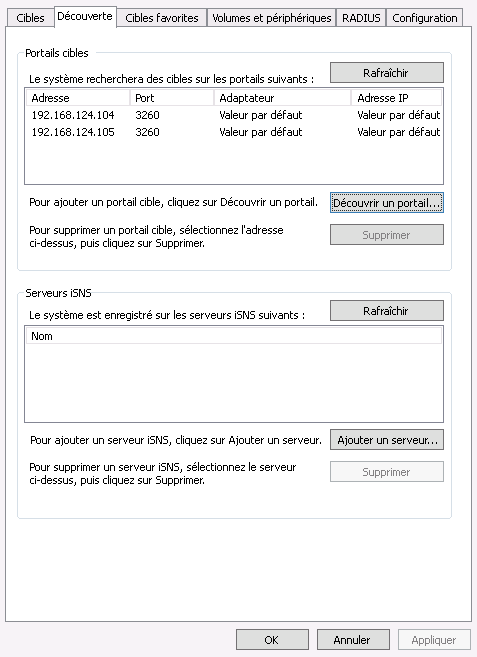 Cibles Découverte Cibles favorites Volumes et périphériques RADIUS Configuration
Portails cibles
Le système recherchera des cibles sur les portails suivants : Rafraîchir
Adresse Port Adaptateur Adresse IP
192.168.124.104 3260 Valeur par défaut Valeur par défaut
192.168.124.105 3260 Valeur par défaut Valeur par défaut
Pour ajouter un portail cible, cliquez sur Découvrir un portail. Découvrir un portail...
Pour supprimer un portail cible, sélectionnez l'adresse
ci-dessus, puis cliquez sur Supprimer. Supprimer
Serveurs iSNS
Le système est enregistré sur les serveurs iSNS suivants : Rafraîchir
Nom
Pour ajouter un serveur iSNS, cliquez sur Ajouter un serveur. Ajouter un serveur...
Pour supprimer un serveur iSNS, sélectionnez le serveur
ci-dessus, puis cliquez sur Supprimer. Supprimer
OK Annuler Appliquer